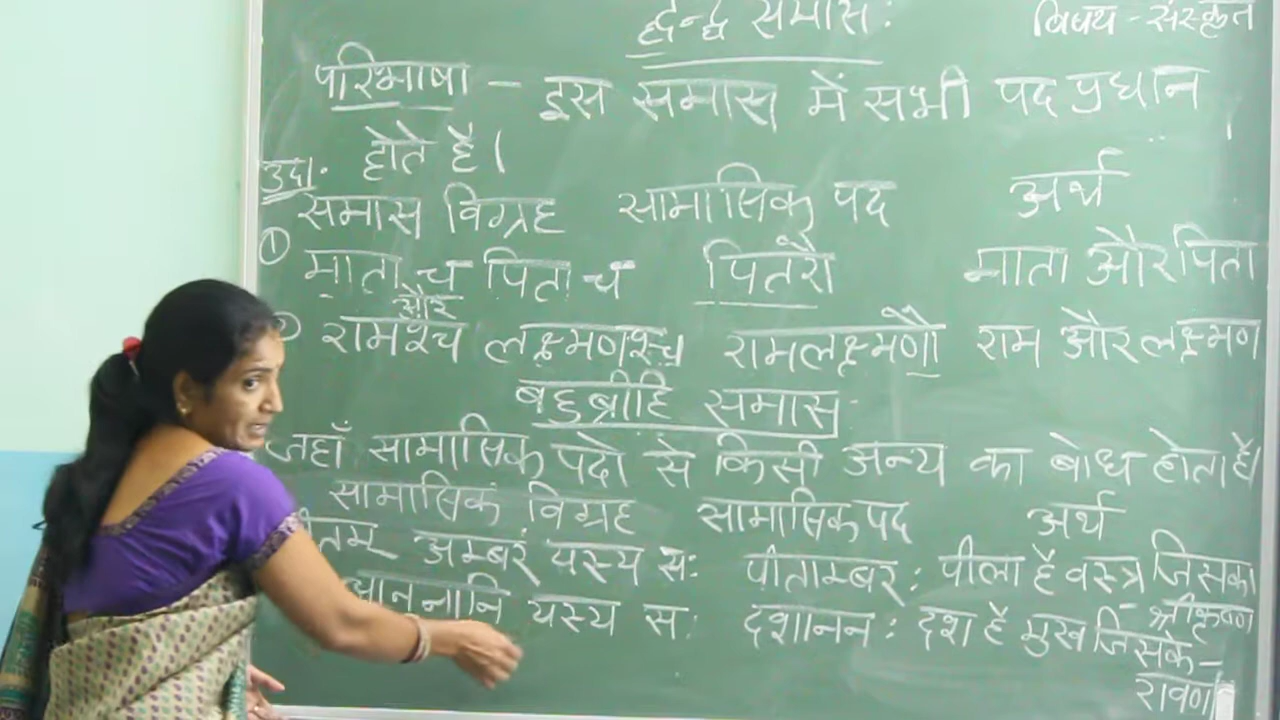 द्वन्द्व समासः विषय - संस्कृत
परिभाषा - इस समास में सभी पद प्रधान
होते है।
उदा.
समास विग्रह सामासिक पद अर्थ
① माता च पिता च पितरौ माता और पिता
और
② रामश्च लक्ष्मणश्च रामलक्ष्मणौ राम और लक्ष्मण
बहुब्रीहि समास
जहाँ सामासिक पदो से किसी अन्य का बोध होता है।
सामासिक विग्रह सामासिक पद अर्थ
अम्बरं यस्य सः पीताम्बर: पीला है वस्त्र जिसका
श्रीकृष्ण
यस्य सः दशानन: दश है मुख जिसके -
रावण